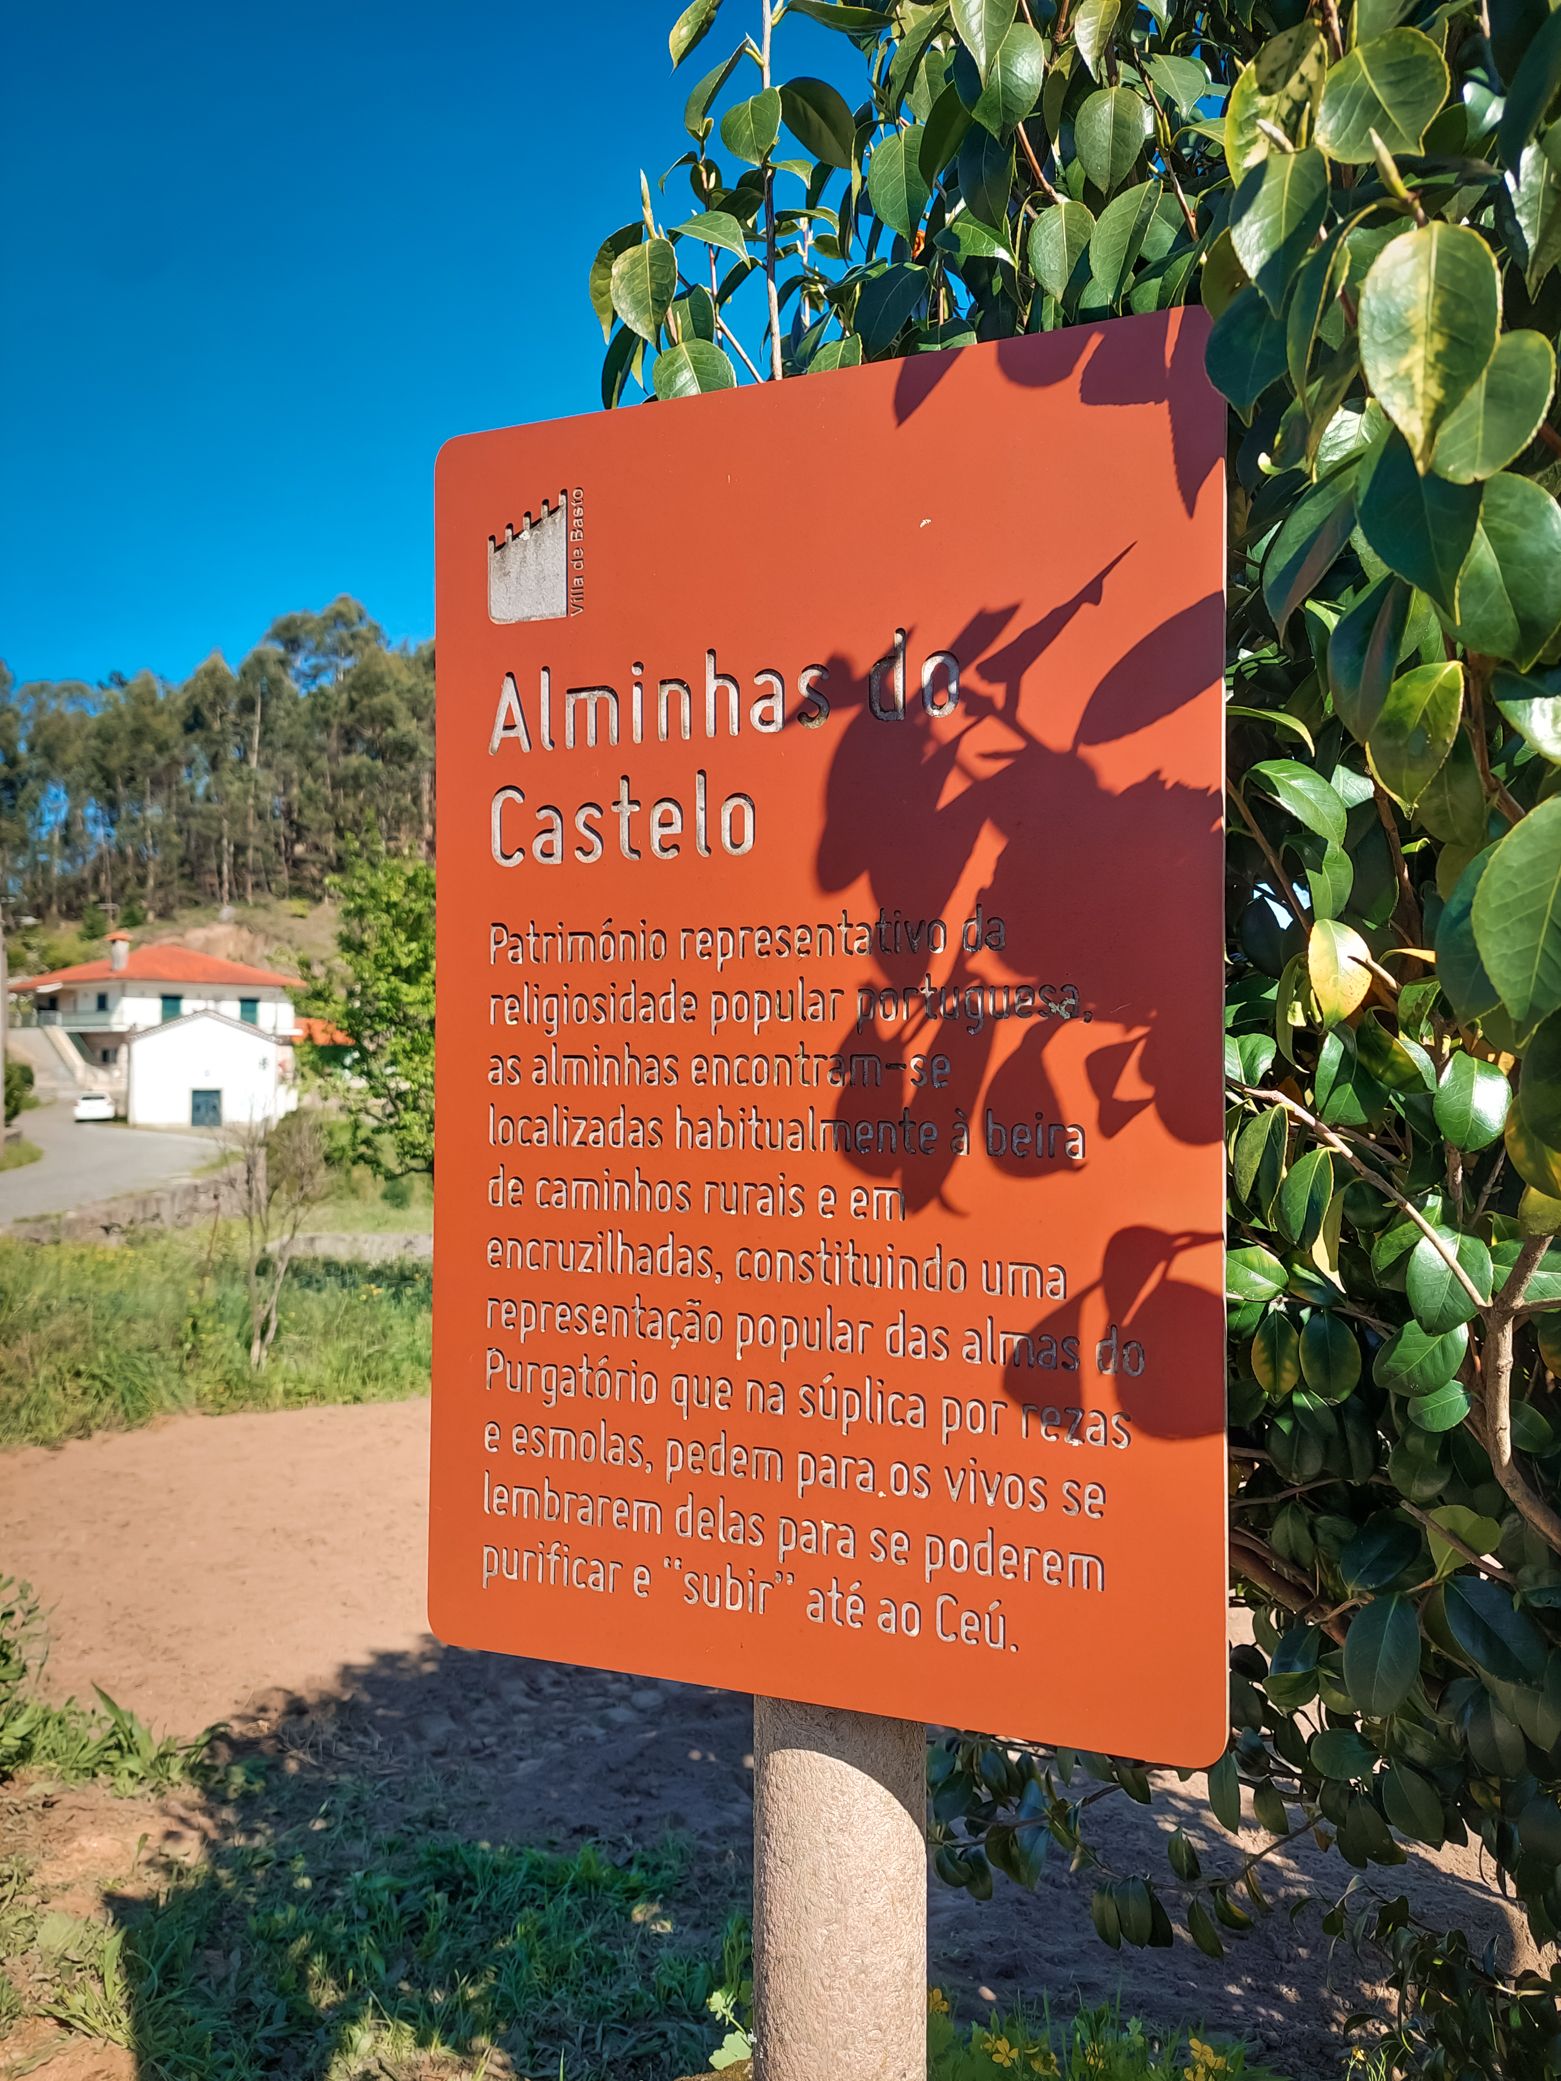 Villa de Basto
Alminhas do
Castelo
Património representativo da
religiosidade popular portuguesa,
as alminhas encontram-se
localizadas habitualmente à beira
de caminhos rurais e em
encruzilhadas, constituindo uma
representação popular das almas do
Purgatório que na súplica por rezas
e esmolas, pedem para os vivos se
lembrarem delas para se poderem
purificar e “subir” até ao Ceú.